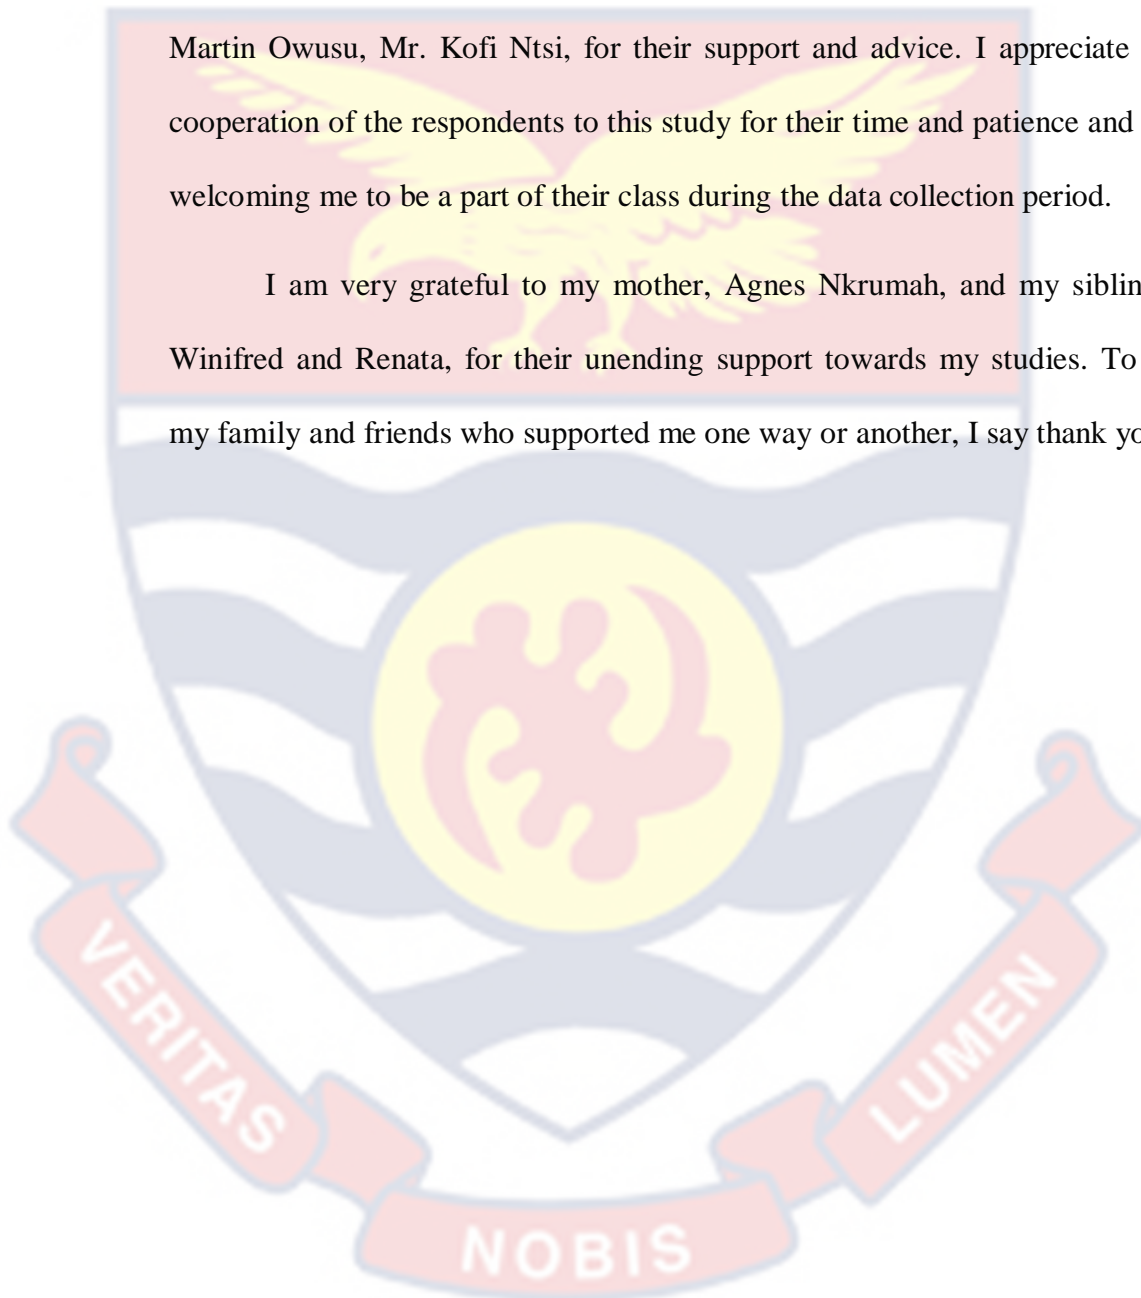 Martin Owusu, Mr. Kofi Ntsi, for their support and advice. I appreciate
cooperation of the respondents to this study for their time and patience and
welcoming me to be a part of their class during the data collection period.
I am very grateful to my mother, Agnes Nkrumah, and my siblin
Winifred and Renata, for their unending support towards my studies. To
my family and friends who supported me one way or another, I say thank yo
VERITAS
NOBIS
LUMEN